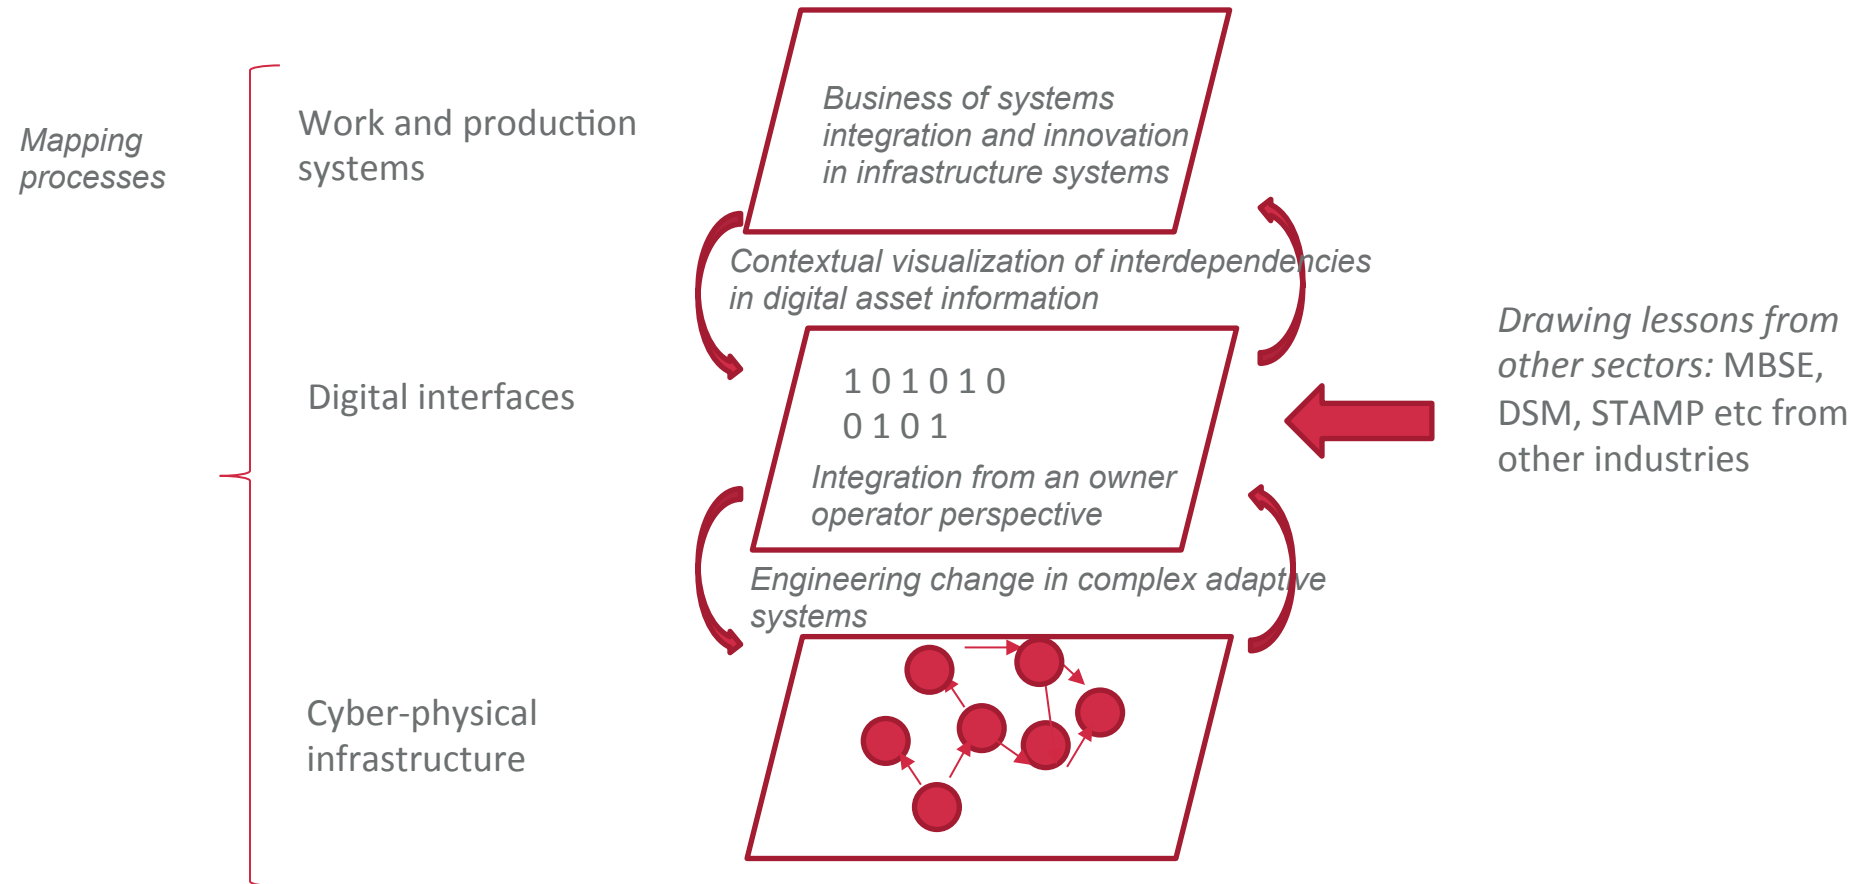 Mapping
processes
Work and production
systems
Business of systems
integration and innovation
in infrastructure systems
Contextual visualization of interdependencies
in digital asset information
Digital interfaces
1 0 1 0 1 0
0 1 0 1
Integration from an owner
operator perspective
Drawing lessons from
other sectors: MBSE,
DSM, STAMP etc from
other industries
Engineering change in complex adaptive
systems
Cyber-physical
infrastructure